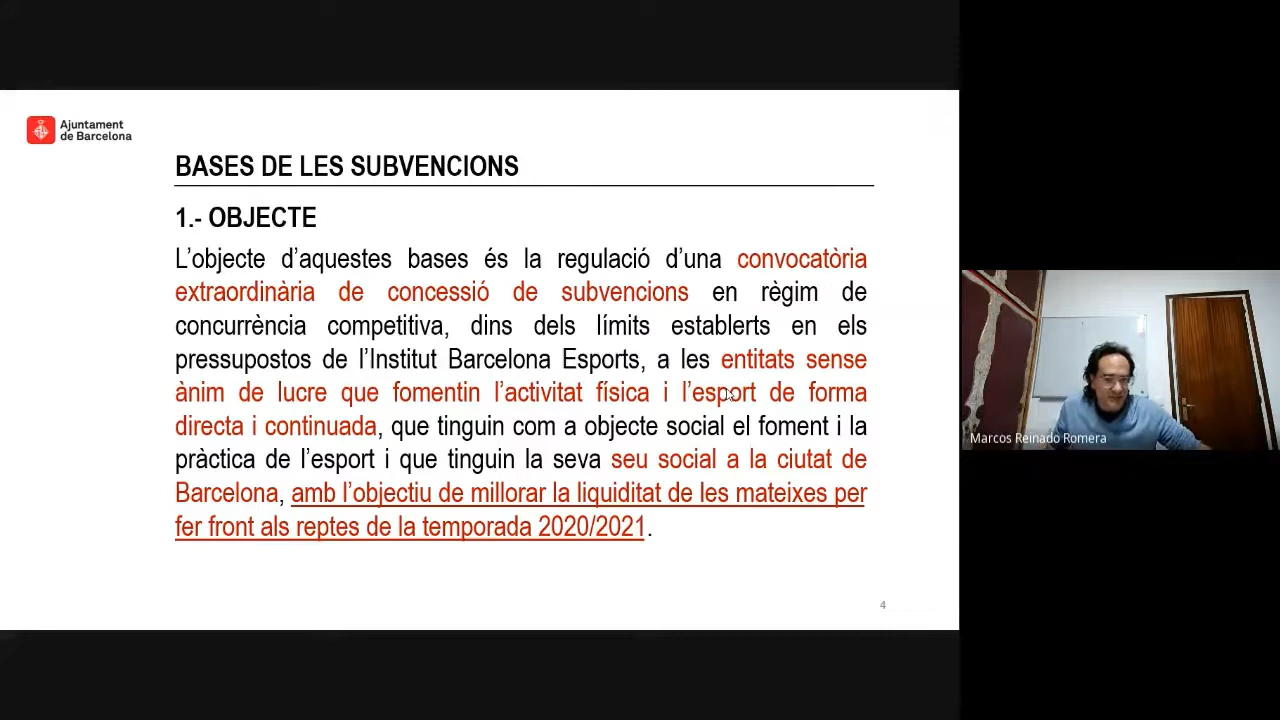 Ajuntament
de Barcelona
BASES DE LES SUBVENCIONS
1.- OBJECTE
L’objecte d’aquestes bases és la regulació d’una convocatòria
extraordinària de concessió de subvencions en règim de
concurrència competitiva, dins dels límits establerts en els
pressupostos de l’Institut Barcelona Esports, a les entitats sense
ànim de lucre que fomentin l’activitat física i l’esport de forma
directa i continuada, que tinguin com a objecte social el foment i la
pràctica de l’esport i que tinguin la seva seu social a la ciutat de
Barcelona, amb l’objectiu de millorar la liquiditat de les mateixes per
fer front als reptes de la temporada 2020/2021.
4
Marcos Reinado Romera